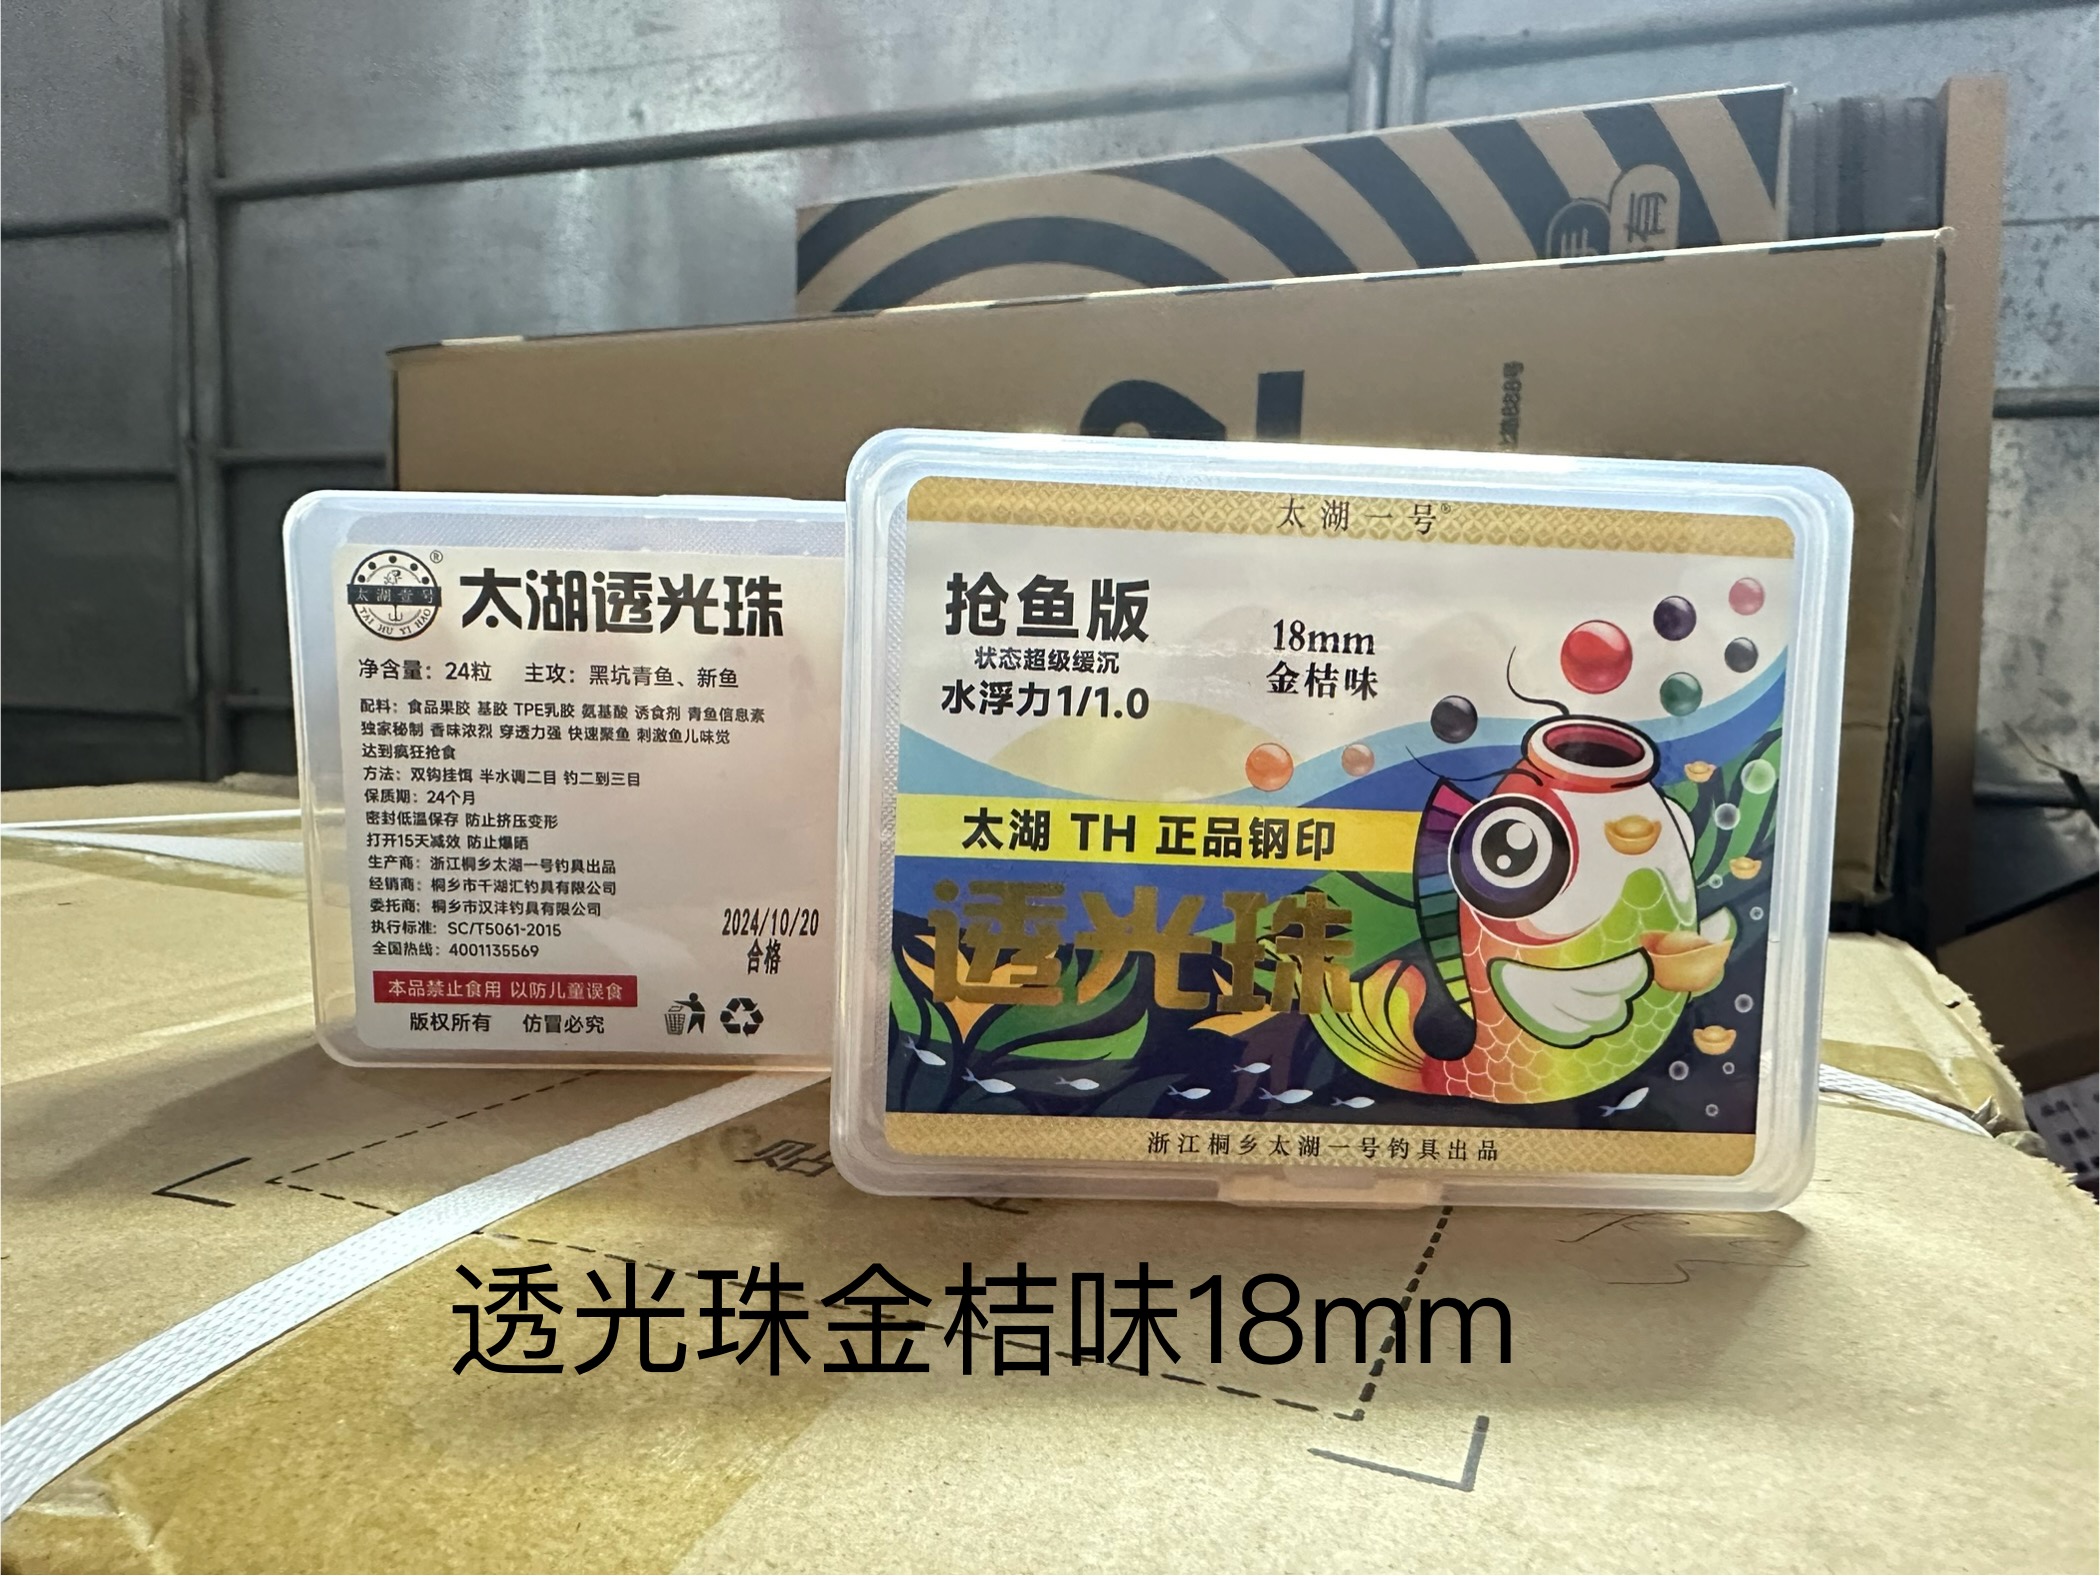 有
太湖壹号
TAI HU YI HAO
®
太湖透光珠
净含量：24粒 主攻：黑坑青鱼、新鱼
配料：食品果胶 基胶 TPE乳胶 氨基酸 诱食剂 青鱼信息素
独家秘制 香味浓烈 穿透力强 快速聚鱼 刺激鱼儿味觉
达到疯狂抢食
方法：双钩挂饵 半水调二目 钓二到三目
保质期：24个月
密封低温保存 防止挤压变形
打开15天减效 防止爆晒
生产商：浙江桐乡太湖一号钓具出品
经销商：桐乡市千湖汇钓具有限公司
委托商：桐乡市汉沣钓具有限公司
执行标准：SC/T5061-2015
全国热线：4001135569
2024/10/20
合格
本品禁止食用 以防儿童误食
版权所有 仿冒必究
太湖一号®
抢鱼版
状态超级缓沉
水浮力1/1.0
18mm
金桔味
太湖 TH 正品钢印
透光珠
浙江桐乡太湖一号钓具出品
透光珠金桔味18mm